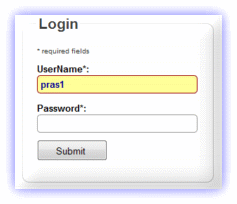 Login
* required fields
UserName*:
pras1
Password*:
Submit